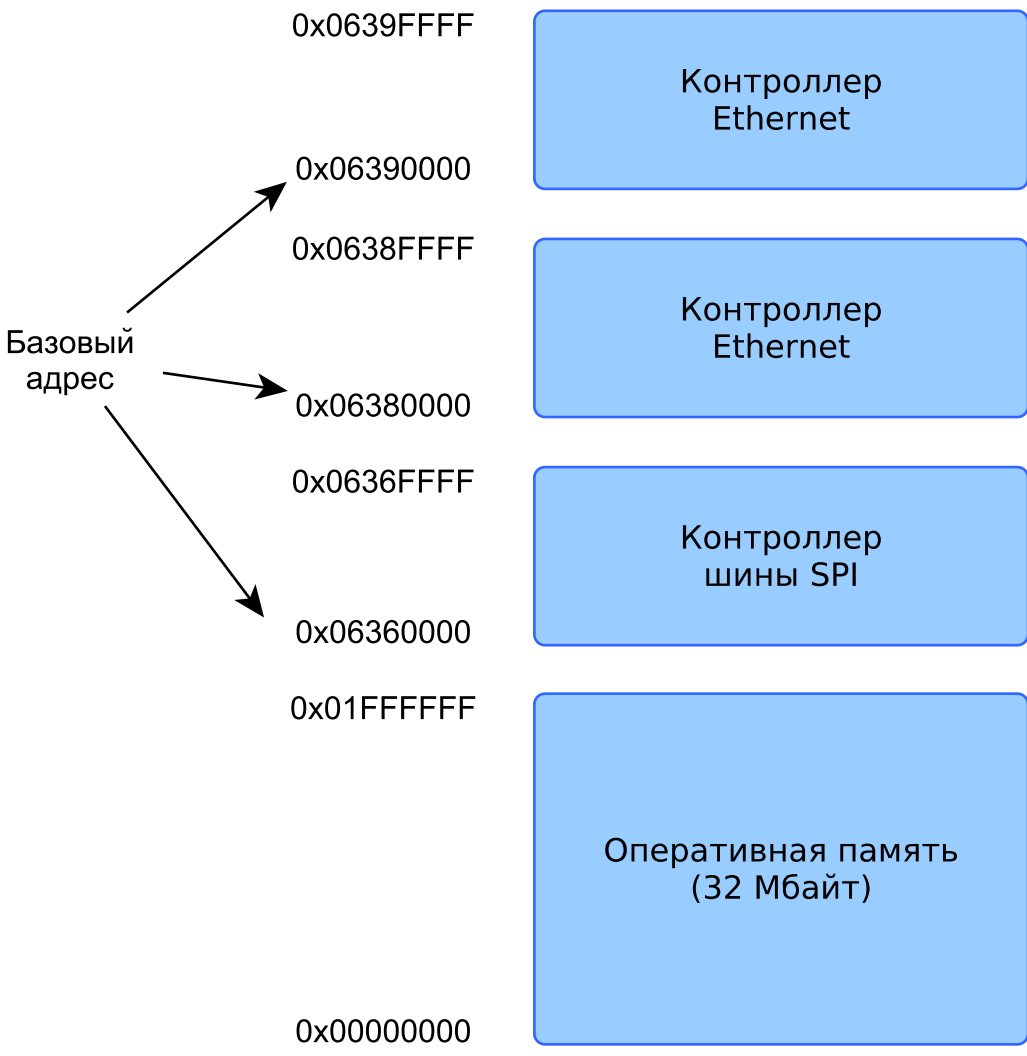 0x0639FFFF
Контроллер
Ethernet
0x06390000
0x0638FFFF
Контроллер
Ethernet
Базовый
адрес
0x06380000
0x0636FFFF
Контроллер
шины SPI
0x06360000
0x01FFFFFF
Оперативная память
(32 Мбайт)
0x00000000